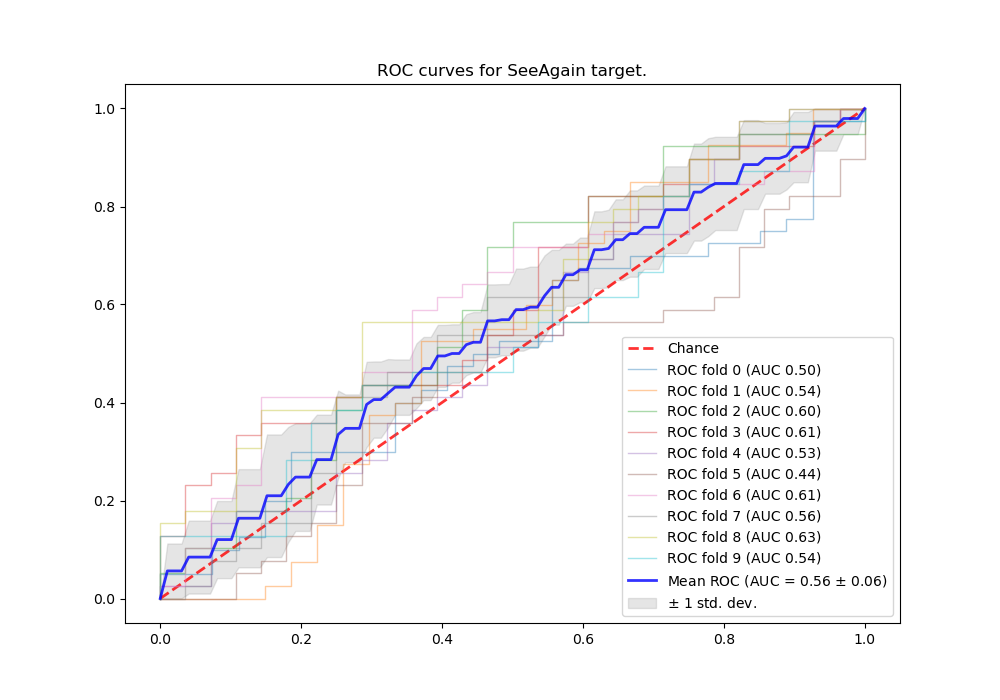 ROC curves for SeeAgain target.
1.0
0.8
0.6
0.4
0.2
0.0
0.0 0.2 0.4 0.6 0.8 1.0
Chance
ROC fold 0 (AUC 0.50)
ROC fold 1 (AUC 0.54)
ROC fold 2 (AUC 0.60)
ROC fold 3 (AUC 0.61)
ROC fold 4 (AUC 0.53)
ROC fold 5 (AUC 0.44)
ROC fold 6 (AUC 0.61)
ROC fold 7 (AUC 0.56)
ROC fold 8 (AUC 0.63)
ROC fold 9 (AUC 0.54)
Mean ROC (AUC = 0.56 ± 0.06)
± 1 std. dev.